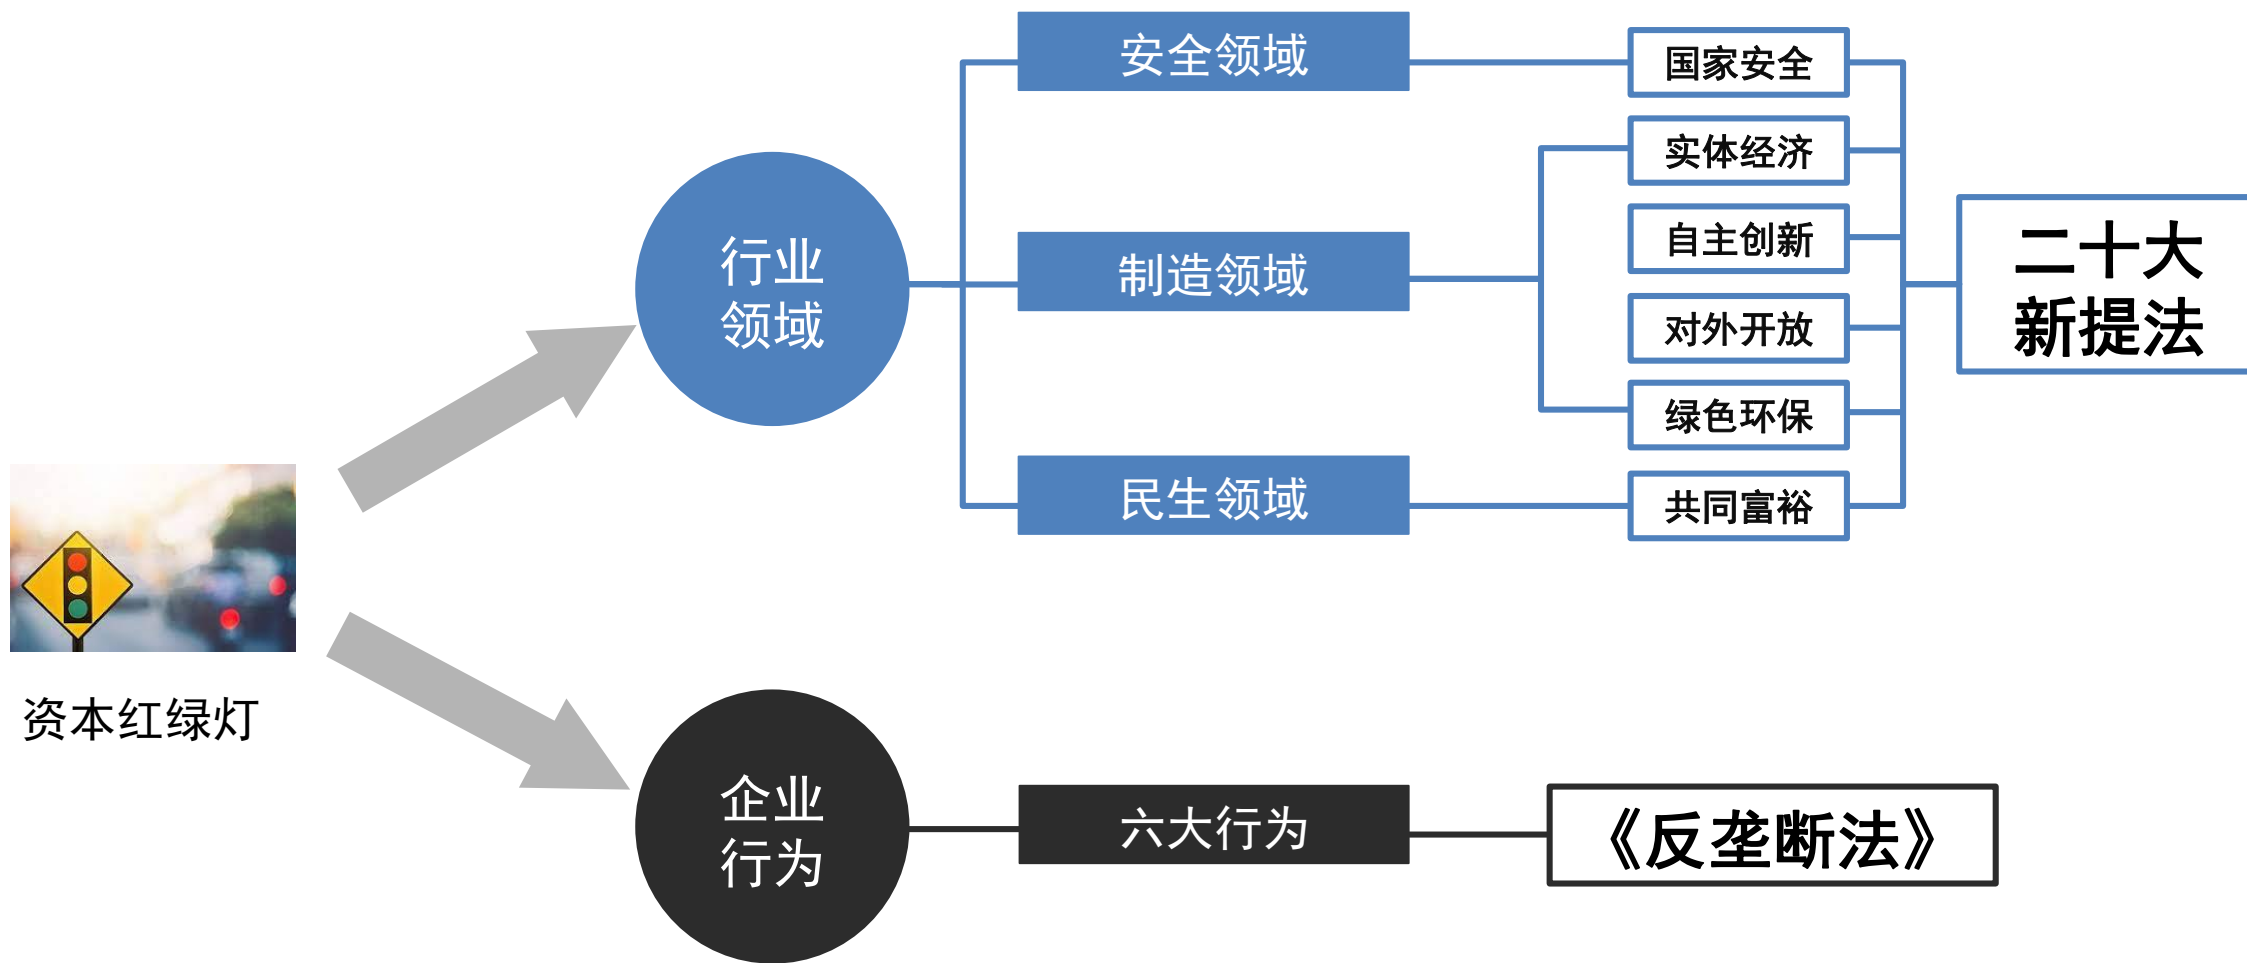 安全领域
国家安全
实体经济
行业
领域
制造领域
自主创新
对外开放
绿色环保
二十大
新提法
民生领域
共同富裕
资本红绿灯
企业
行为
六大行为
《反垄断法》